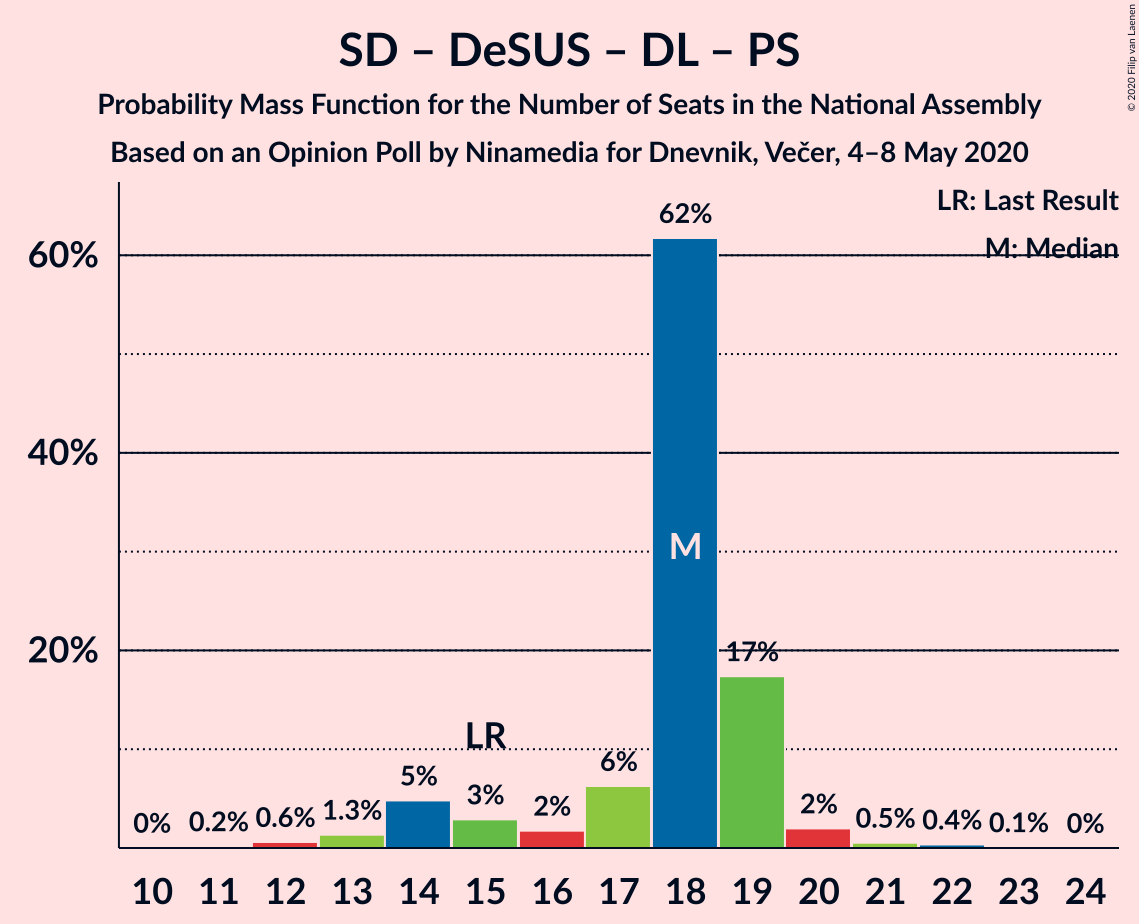 SD – DeSUS – DL – PS
Probability Mass Function for the Number of Seats in the National Assembly
Based on an Opinion Poll by Ninamedia for Dnevnik, Večer, 4–8 May 2020
© 2020 Filip van Laenen
LR: Last Result
M: Median
60%
40%
20%
62%
M
17%
LR
6%
5%
3%
2%
2%
0%
0.2%
0.6%
1.3%
0.5%
0.4%
0.1%
0%
10 11 12 13 14 15 16 17 18 19 20 21 22 23 24